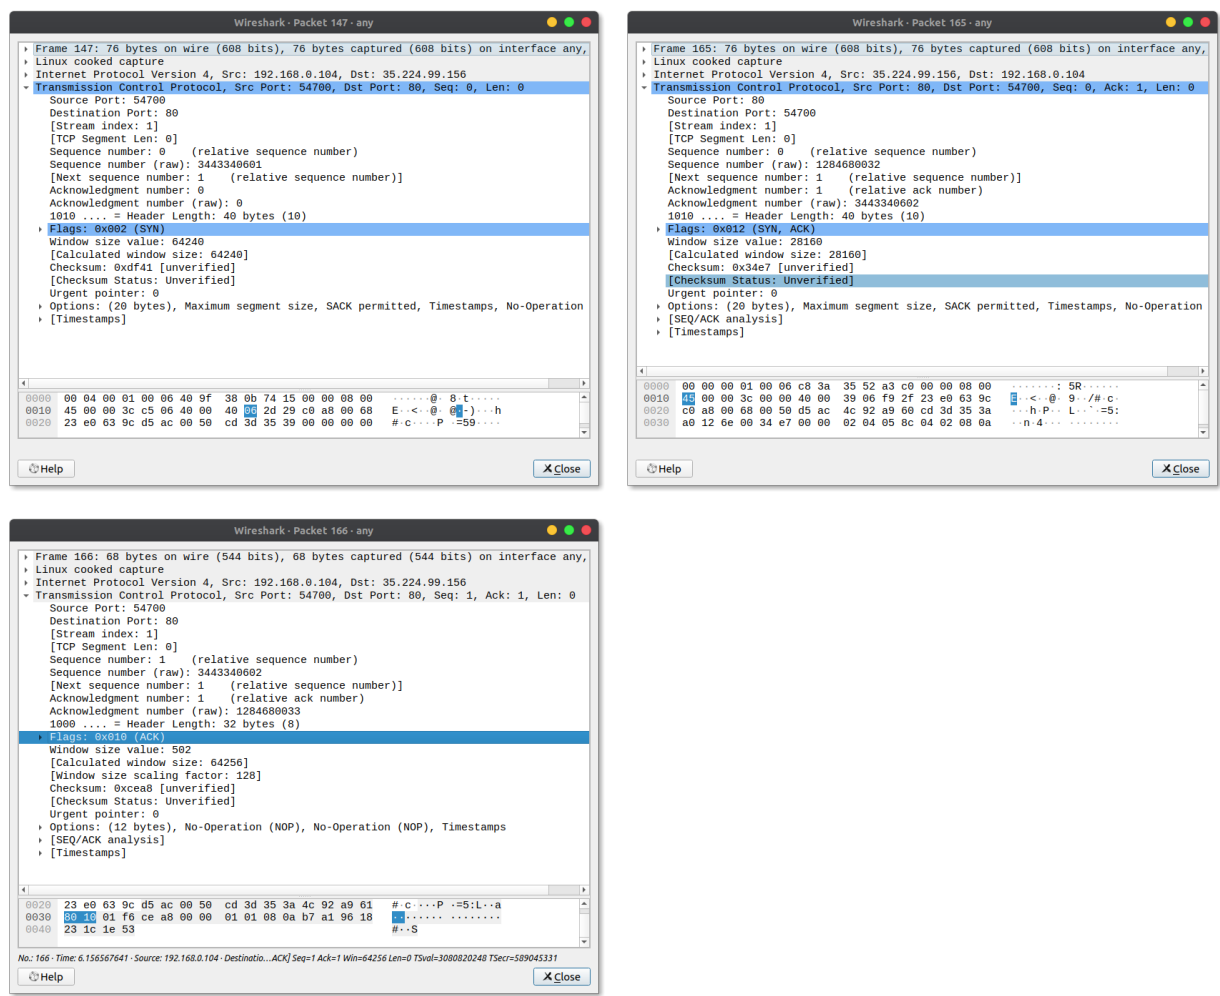 Wireshark · Packet 147 · any
Frame 147: 76 bytes on wire (608 bits), 76 bytes captured (608 bits) on interface any,
Linux cooked capture
Internet Protocol Version 4, Src: 192.168.0.104, Dst: 35.224.99.156
Transmission Control Protocol, Src Port: 54700, Dst Port: 80, Seq: 0, Len: 0
Source Port: 54700
Destination Port: 80
[Stream index: 1]
[TCP Segment Len: 0]
Sequence number: 0    (relative sequence number)
Sequence number (raw): 3443340601
[Next sequence number: 1    (relative sequence number)]
Acknowledgment number: 0
Acknowledgment number (raw): 0
1010 .... = Header Length: 40 bytes (10)
Flags: 0x002 (SYN)
Window size value: 64240
[Calculated window size: 64240]
Checksum: 0xdf41 [unverified]
[Checksum Status: Unverified]
Urgent pointer: 0
Options: (20 bytes), Maximum segment size, SACK permitted, Timestamps, No-Operation
[Timestamps]
0000  00 04 00 01 00 06 40 9f  38 0b 74 15 00 00 08 00   ······@· 8·t·····
0010  45 00 00 3c c5 06 40 00  40 06 2d 29 c0 a8 00 68   E··<··@· @·-)···h
0020  23 e0 63 9c d5 ac 00 50  cd 3d 35 39 00 00 00 00   #·c····P ·=59····
Help
Close
Wireshark · Packet 165 · any
Frame 165: 76 bytes on wire (608 bits), 76 bytes captured (608 bits) on interface any,
Linux cooked capture
Internet Protocol Version 4, Src: 35.224.99.156, Dst: 192.168.0.104
Transmission Control Protocol, Src Port: 80, Dst Port: 54700, Seq: 0, Ack: 1, Len: 0
Source Port: 80
Destination Port: 54700
[Stream index: 1]
[TCP Segment Len: 0]
Sequence number: 0    (relative sequence number)
Sequence number (raw): 1284680032
[Next sequence number: 1    (relative sequence number)]
Acknowledgment number: 1    (relative ack number)
Acknowledgment number (raw): 3443340602
1010 .... = Header Length: 40 bytes (10)
Flags: 0x012 (SYN, ACK)
Window size value: 28160
[Calculated window size: 28160]
Checksum: 0x34e7 [unverified]
[Checksum Status: Unverified]
Urgent pointer: 0
Options: (20 bytes), Maximum segment size, SACK permitted, Timestamps, No-Operation
[SEQ/ACK analysis]
[Timestamps]
0000  00 00 00 01 00 06 c8 3a  35 52 a3 c0 00 00 08 00   ·······: 5R······
0010  45 00 00 3c 00 00 40 00  39 06 f9 2f 23 e0 63 9c   E··<··@· 9··/#·c·
0020  c0 a8 00 68 00 50 d5 ac  4c 92 a9 60 cd 3d 35 3a   ···h·P·· L··`·=5:
0030  a0 12 6e 00 34 e7 00 00  02 04 05 8c 04 02 08 0a   ··n·4··· ········
Help
Close
Wireshark · Packet 166 · any
Frame 166: 68 bytes on wire (544 bits), 68 bytes captured (544 bits) on interface any,
Linux cooked capture
Internet Protocol Version 4, Src: 192.168.0.104, Dst: 35.224.99.156
Transmission Control Protocol, Src Port: 54700, Dst Port: 80, Seq: 1, Ack: 1, Len: 0
Source Port: 54700
Destination Port: 80
[Stream index: 1]
[TCP Segment Len: 0]
Sequence number: 1    (relative sequence number)
Sequence number (raw): 3443340602
[Next sequence number: 1    (relative sequence number)]
Acknowledgment number: 1    (relative ack number)
Acknowledgment number (raw): 1284680033
1000 .... = Header Length: 32 bytes (8)
Flags: 0x010 (ACK)
Window size value: 502
[Calculated window size: 64256]
[Window size scaling factor: 128]
Checksum: 0xcea8 [unverified]
[Checksum Status: Unverified]
Urgent pointer: 0
Options: (12 bytes), No-Operation (NOP), No-Operation (NOP), Timestamps
[SEQ/ACK analysis]
[Timestamps]
0020  23 e0 63 9c d5 ac 00 50  cd 3d 35 3a 4c 92 a9 61   #·c····P ·=5:L··a
0030  80 10 01 f6 ce a8 00 00  01 01 08 0a b7 a1 96 18   ········ ········
0040  23 1c 1e 53   #··S
No.: 166 · Time: 6.156567641 · Source: 192.168.0.104 · Destinatio...ACK] Seq=1 Ack=1 Win=64256 Len=0 TSval=3080820248 TSecr=589045331
Help
Close